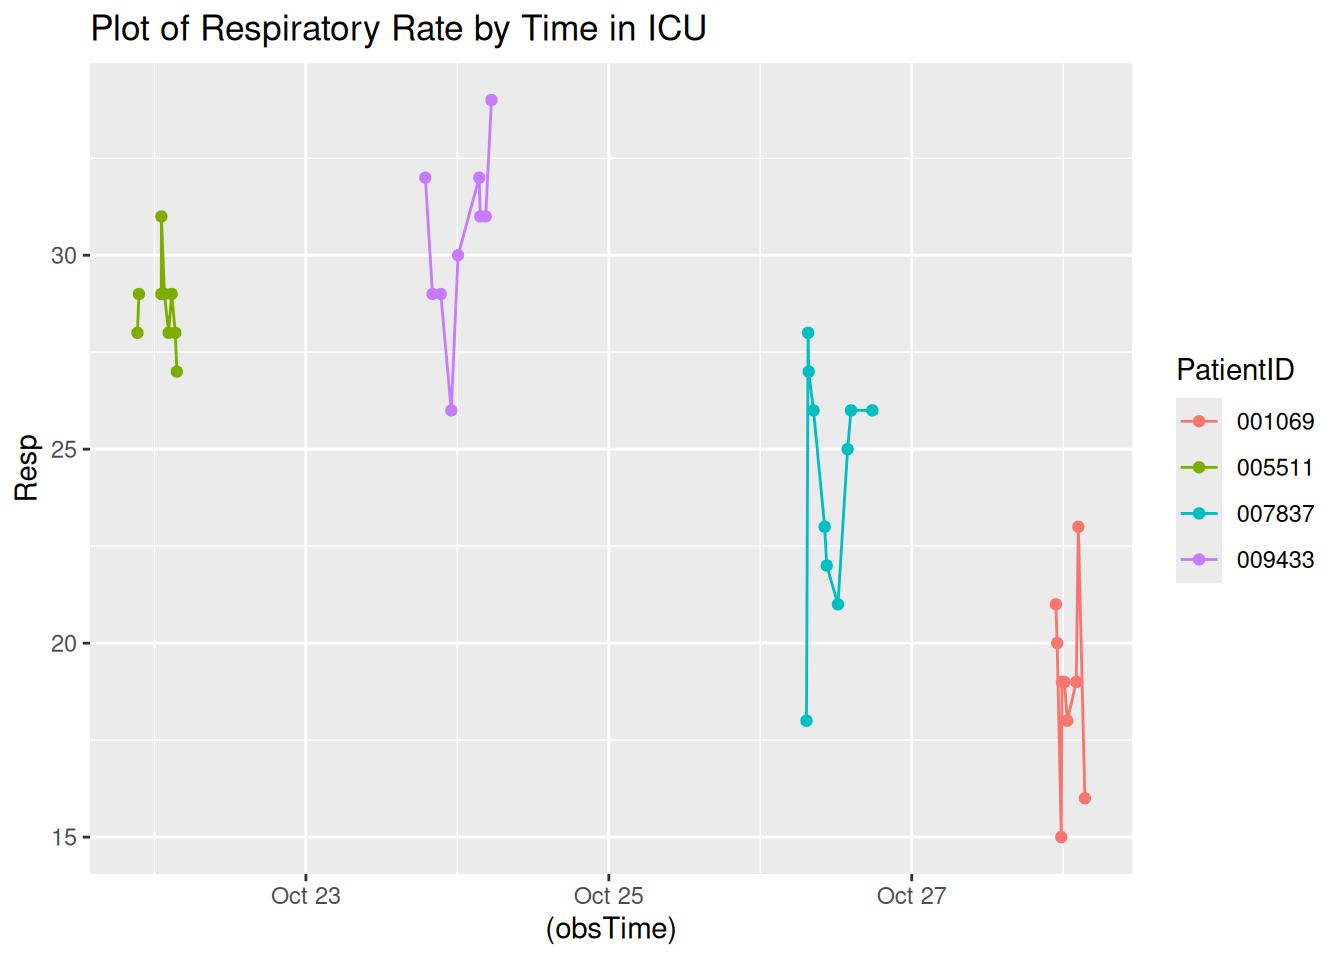 Plot of Respiratory Rate by Time in ICU
Resp
30
25
20
15
Oct 23
Oct 25
Oct 27
(obsTime)
PatientID
001069
005511
007837
009433